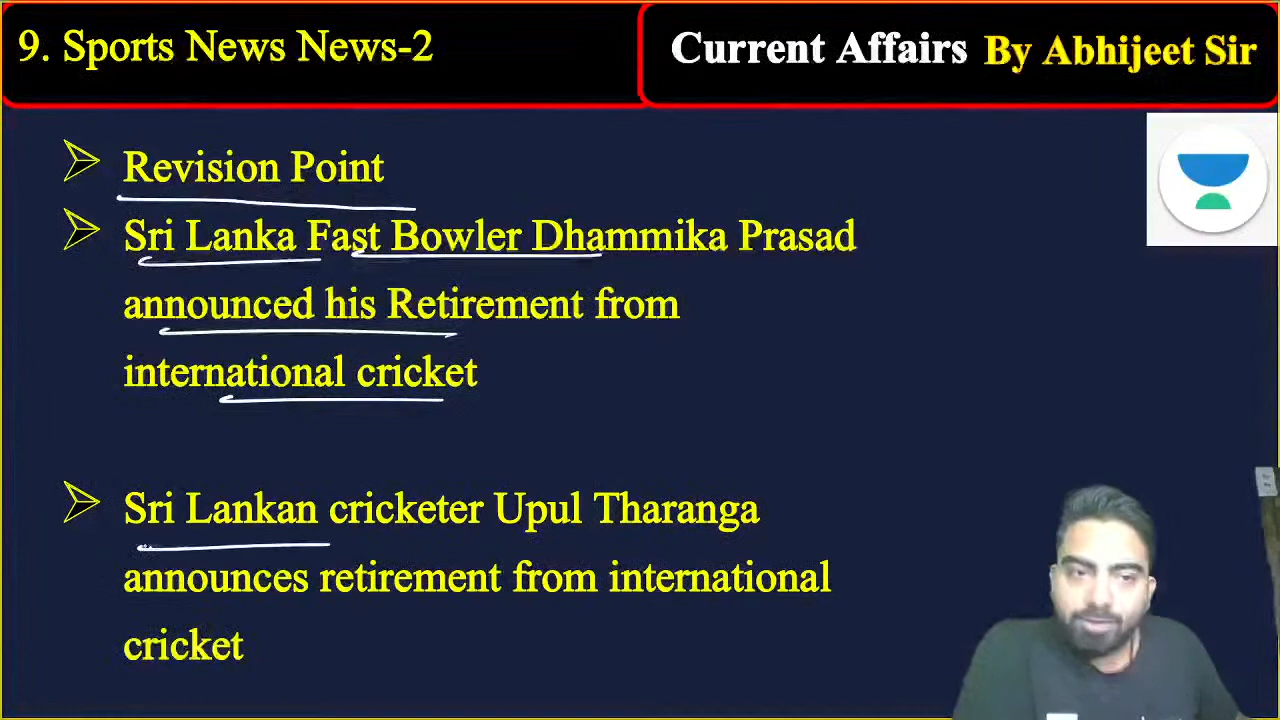 9. Sports News News-2
Current Affairs By Abhijeet Sir
Revision Point
Sri Lanka Fast Bowler Dhammika Prasad
announced his Retirement from
international cricket
Sri Lankan cricketer Upul Tharanga
announces retirement from international
cricket